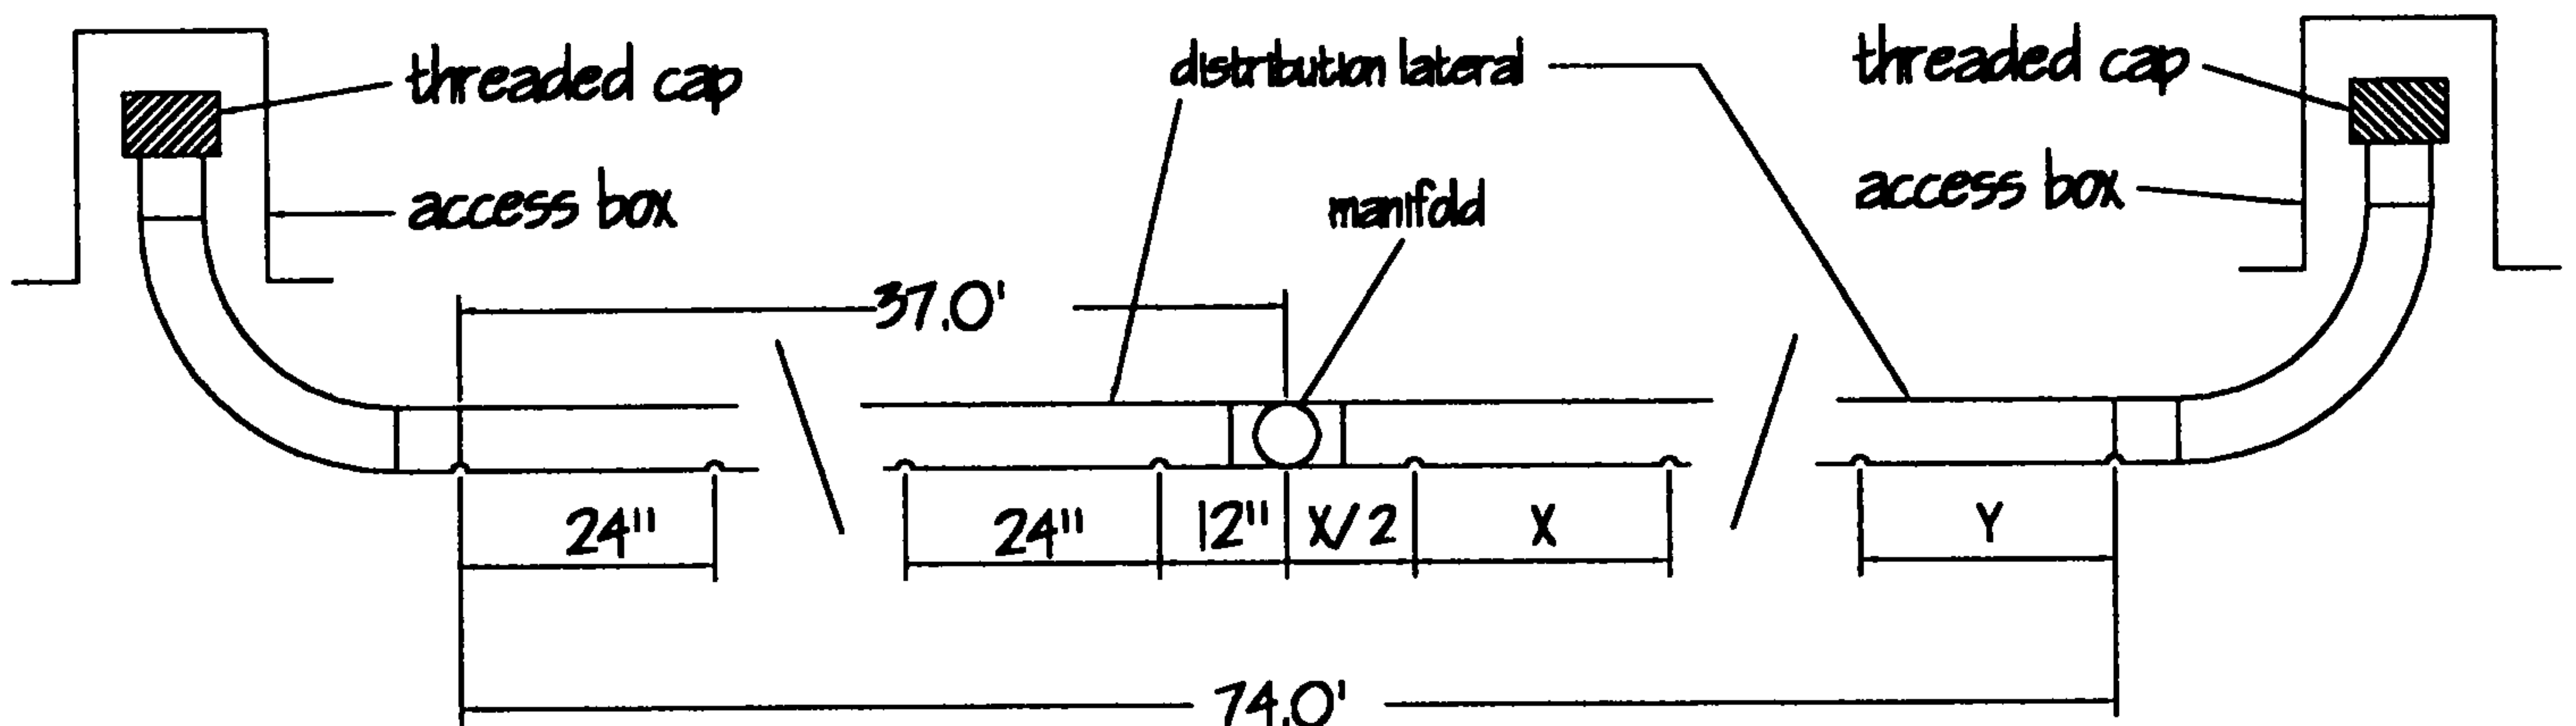 threaded cap
distribution lateral
threaded cap
access box
manifold
access box
37.0'
24"
24"
12"
X/2
X
Y
74.0'